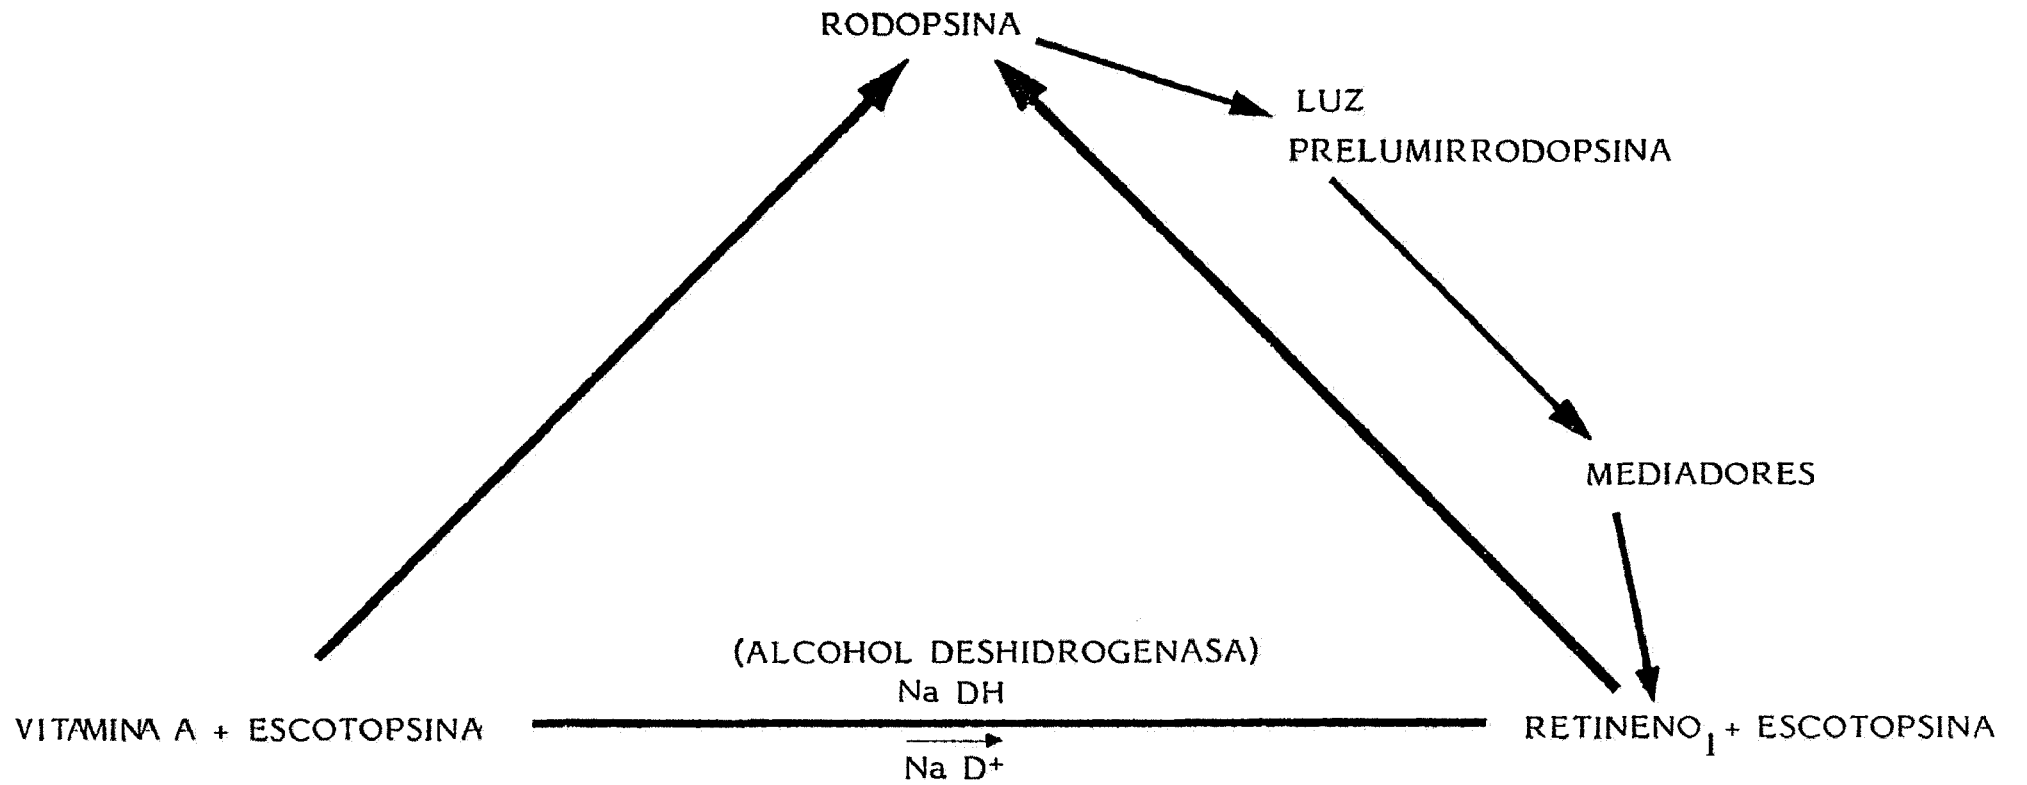 RODOPSINA
LUZ
PRELUMIRRODOPSINA
MEDIADORES
(ALCOHOL DESHIDROGENASA)
Na DH
VITAMINA A + ESCOTOPSINA
RETINENO₁ + ESCOTOPSINA
Na D⁺